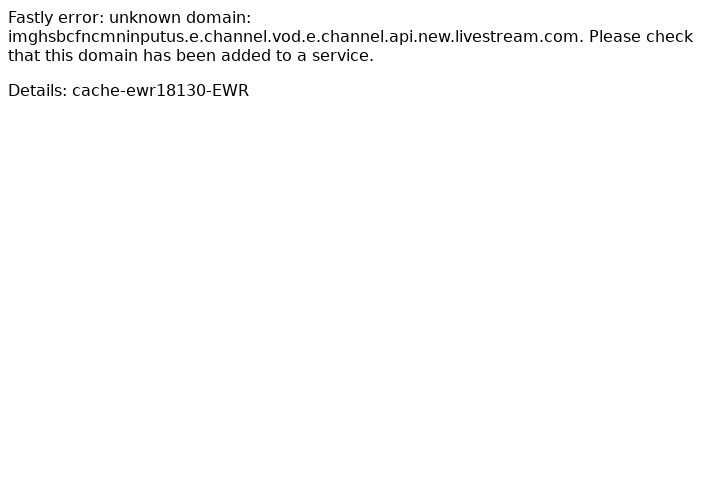 Fastly error: unknown domain:
imghsbcfncmninputus.e.channel.vod.e.channel.api.new.livestream.com. Please check
that this domain has been added to a service.
Details: cache-ewr18130-EWR